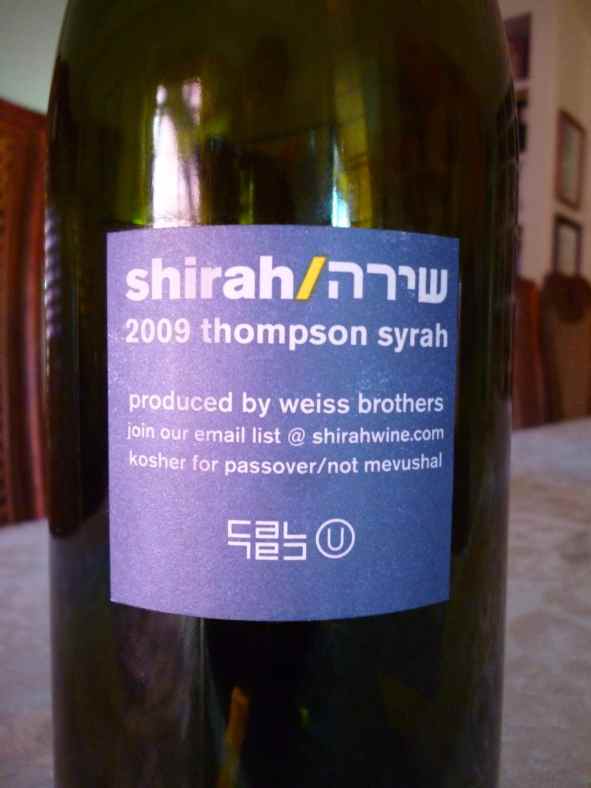 shirah/שירה
2009 thompson syrah
produced by weiss brothers
join our email list @ shirahwine.com
kosher for passover/not mevushal
U